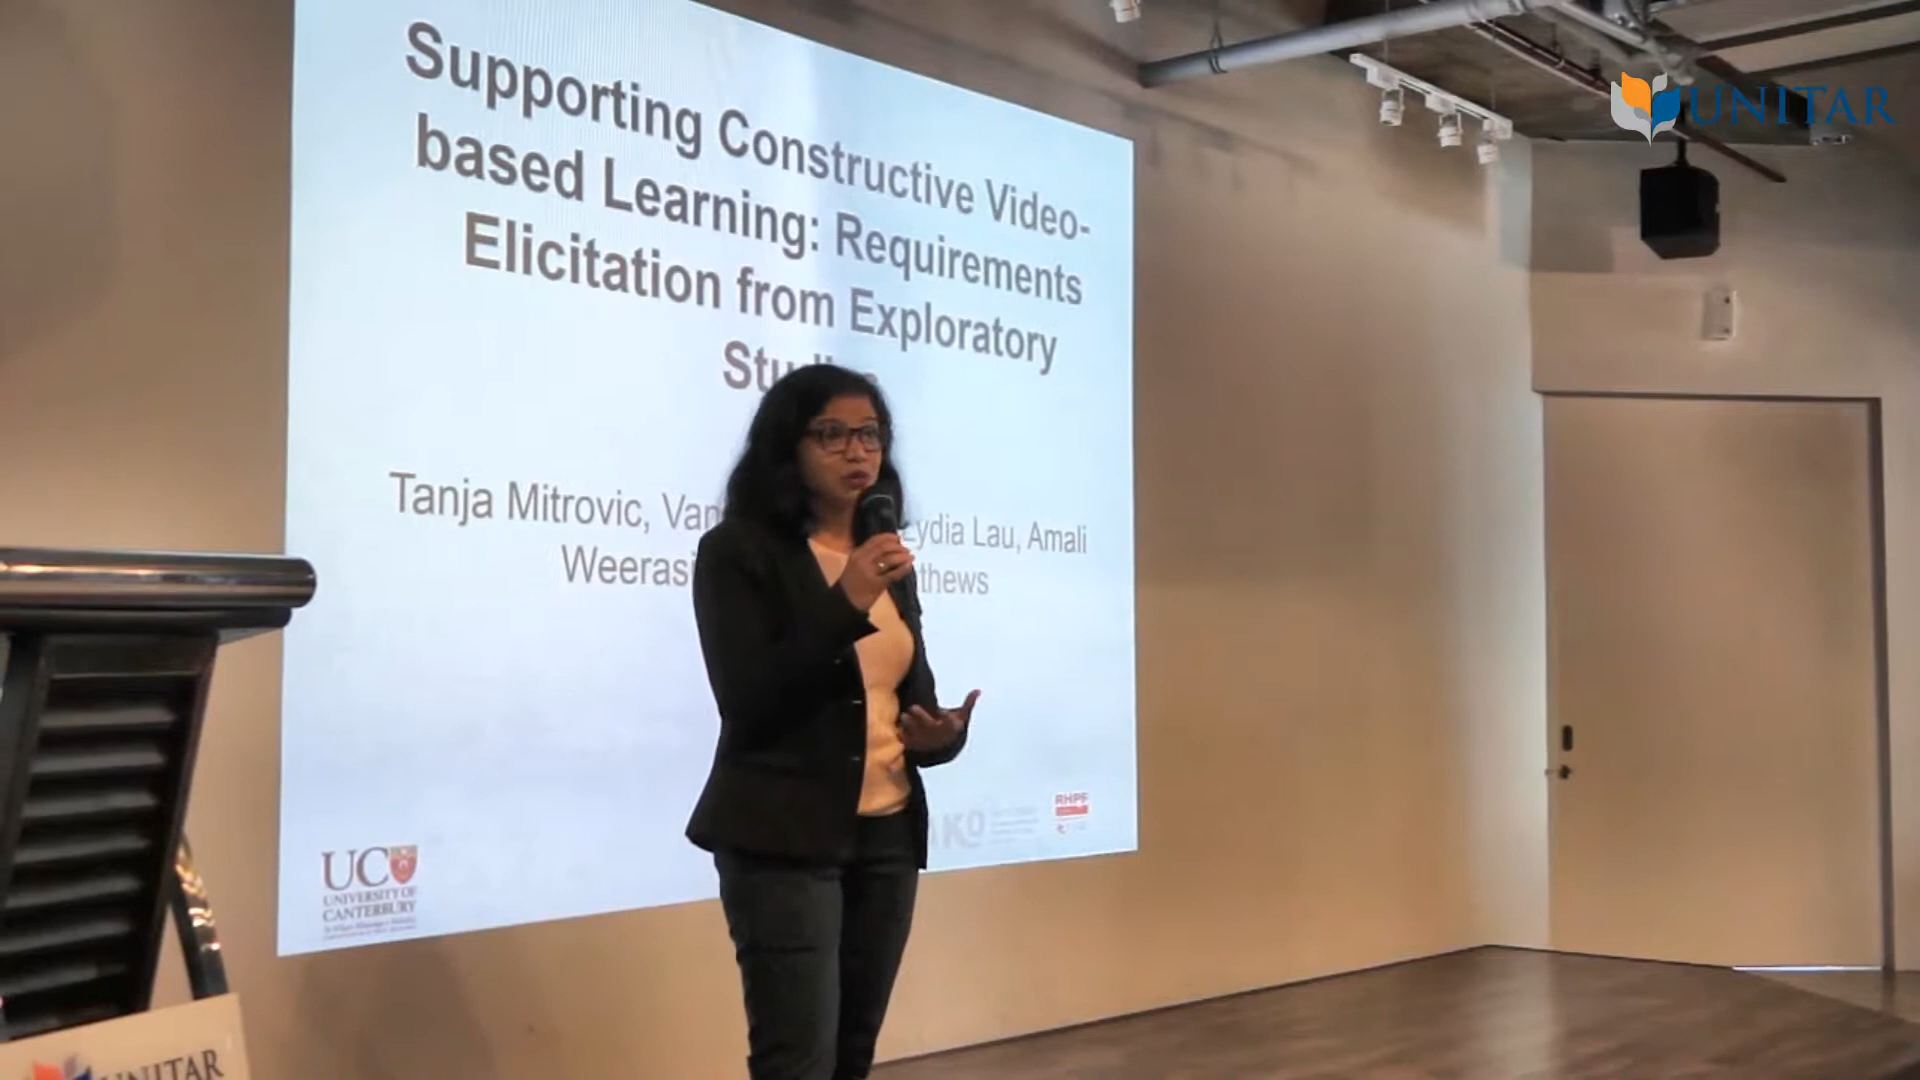 UNITAR
Supporting Constructive Video-
based Learning: Requirements
Elicitation from Exploratory
Tanja Mitrovic, Lydia Lau, Amali
UC
UNIVERSITY OF
CANTERBURY
RHPF
UNITAR